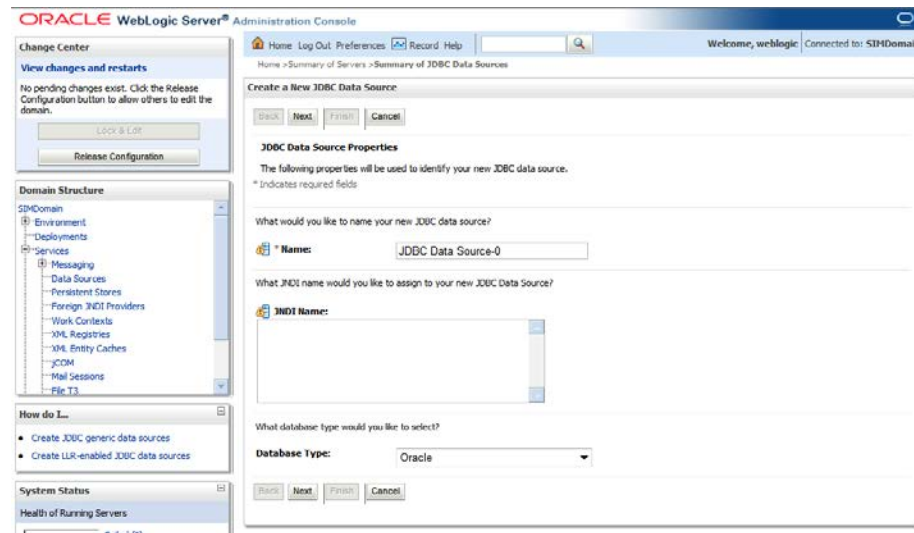 ORACLE WebLogic Server® Administration Console
Change Center
View changes and restarts
No pending changes exist. Click the Release
Configuration button to allow others to edit the
domain.
Lock & Edit
Release Configuration
Domain Structure
SIMDomain
Environment
Deployments
Services
Messaging
Data Sources
Persistent Stores
Foreign JNDI Providers
Work Contexts
XML Registries
XML Entity Caches
jCOM
Mail Sessions
File T3
How do I...
Create JDBC generic data sources
Create LLR-enabled JDBC data sources
System Status
Health of Running Servers
Home Log Out Preferences Record Help
Welcome, weblogic Connected to: SIMDomai
Home >Summary of Servers >Summary of JDBC Data Sources
Create a New JDBC Data Source
Back Next Finish Cancel
JDBC Data Source Properties
The following properties will be used to identify your new JDBC data source.
* Indicates required fields
What would you like to name your new JDBC data source?
* Name: JDBC Data Source-0
What JNDI name would you like to assign to your new JDBC Data Source?
JNDI Name:
What database type would you like to select?
Database Type: Oracle
Back Next Finish Cancel